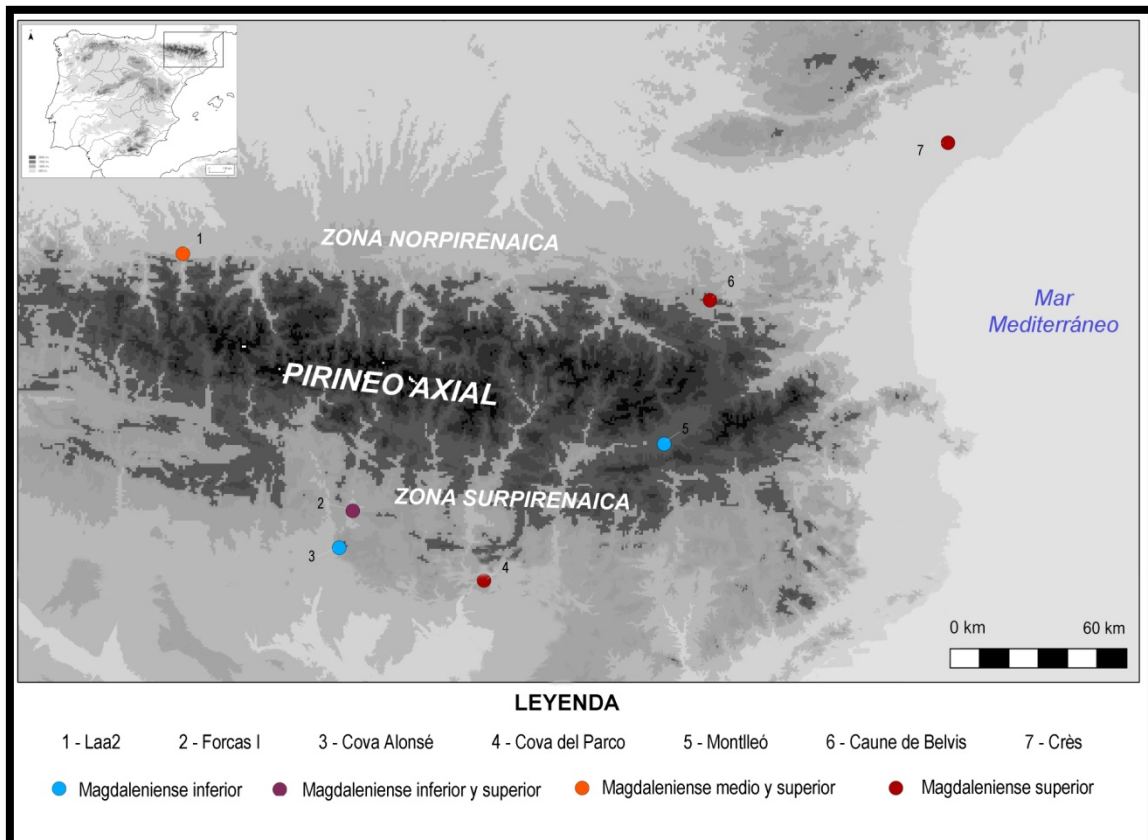 7
1
ZONA NORPIRENAICA
6
Mar
Mediterráneo
PIRINEO AXIAL
5
ZONA SURPIRENAICA
2
3
4
0 km 60 km
LEYENDA
1 - Laa2 2 - Forcas I 3 - Cova Alonsé 4 - Cova del Parco 5 - Montlleó 6 - Caune de Belvis 7 - Crès
Magdaleniense inferior Magdaleniense inferior y superior Magdaleniense medio y superior Magdaleniense superior